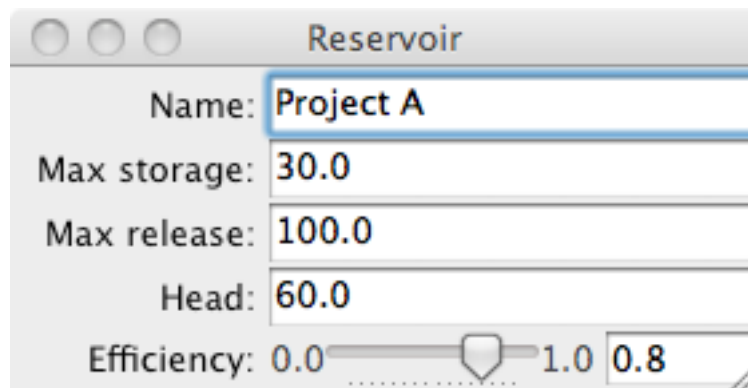 Reservoir
Name: Project A
Max storage: 30.0
Max release: 100.0
Head: 60.0
Efficiency: 0.0 1.0 0.8